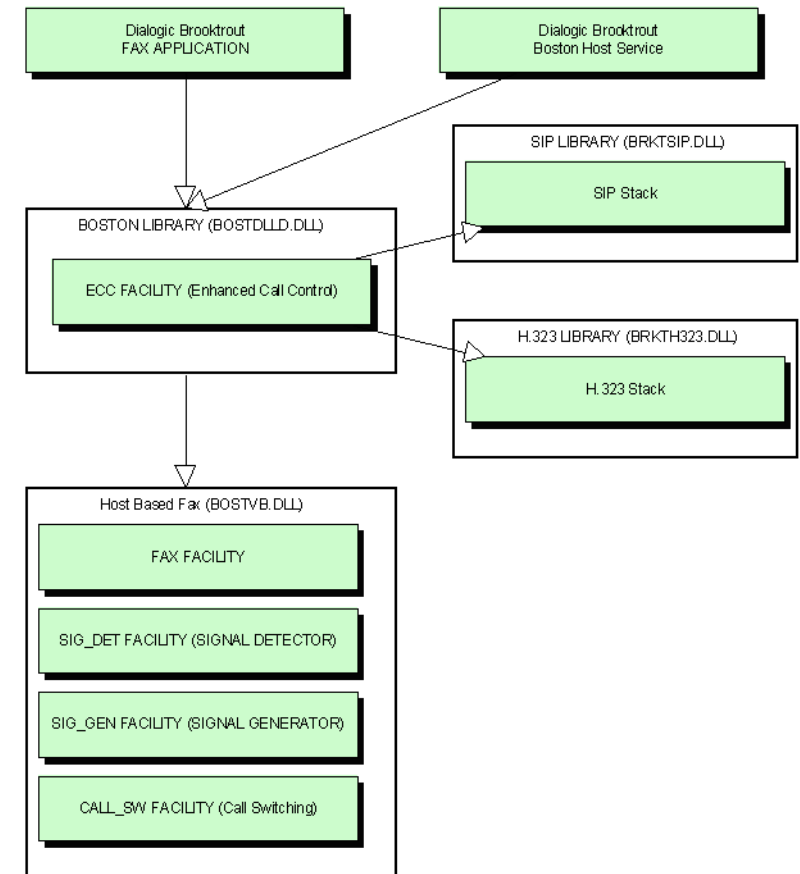 Dialogic Brooktrout
FAX APPLICATION
Dialogic Brooktrout
Boston Host Service
SIP LIBRARY (BRKTSIP.DLL)
SIP Stack
BOSTON LIBRARY (BOSTDLLD.DLL)
ECC FACILITY (Enhanced Call Control)
H.323 LIBRARY (BRKTH323.DLL)
H.323 Stack
Host Based Fax (BOSTVB.DLL)
FAX FACILITY
SIG_DET FACILITY (SIGNAL DETECTOR)
SIG_GEN FACILITY (SIGNAL GENERATOR)
CALL_SW FACILITY (Call Switching)